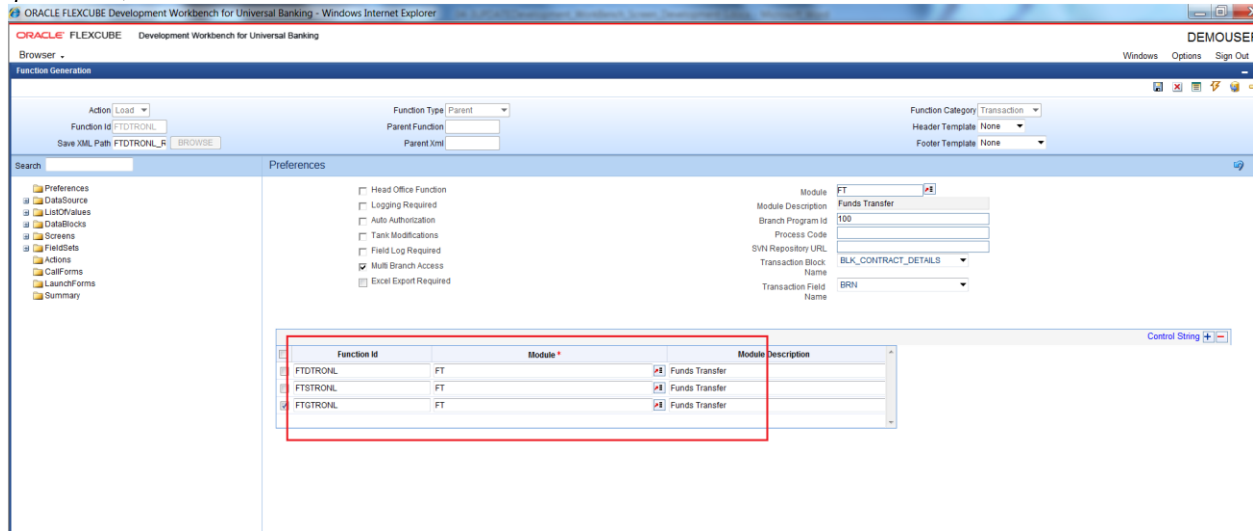 ORACLE FLEXCUBE Development Workbench for Universal Banking - Windows Internet Explorer
ORACLE FLEXCUBE Development Workbench for Universal Banking DEMOUSER
Browser Windows Options Sign Out
Function Generation
Action Load Function Type Parent Function Category Transaction
Function Id FTDTRONL Parent Function Header Template None
Save XML Path FTDTRONL_R BROWSE Parent Xml Footer Template None
Search Preferences
Preferences
DataSource
ListOfValues
DataBlocks
Screens
FieldSets
Actions
CallForms
LaunchForms
Summary
Head Office Function
Logging Required
Auto Authorization
Tank Modifications
Field Log Required
Multi Branch Access
Excel Export Required
Module FT
Module Description Funds Transfer
Branch Program Id 100
Process Code
SVN Repository URL
Transaction Block Name BLK_CONTRACT_DETAILS
Transaction Field Name BRN
Control String + −
Function Id Module * Module Description
FTDTRONL FT Funds Transfer
FTSTRONL FT Funds Transfer
FTGTRONL FT Funds Transfer